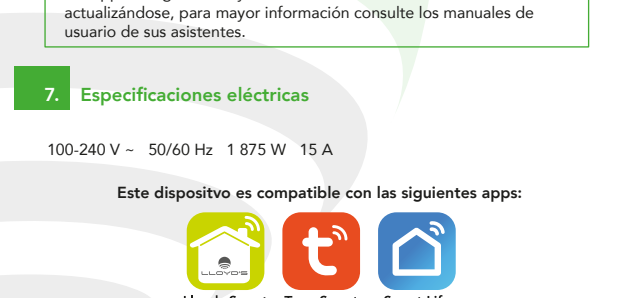 actualizándose, para mayor información consulte los manuales de
usuario de sus asistentes.
7. Especificaciones eléctricas
100-240 V ~ 50/60 Hz 1 875 W 15 A
Este dispositvo es compatible con las siguientes apps:
LLOYD'S